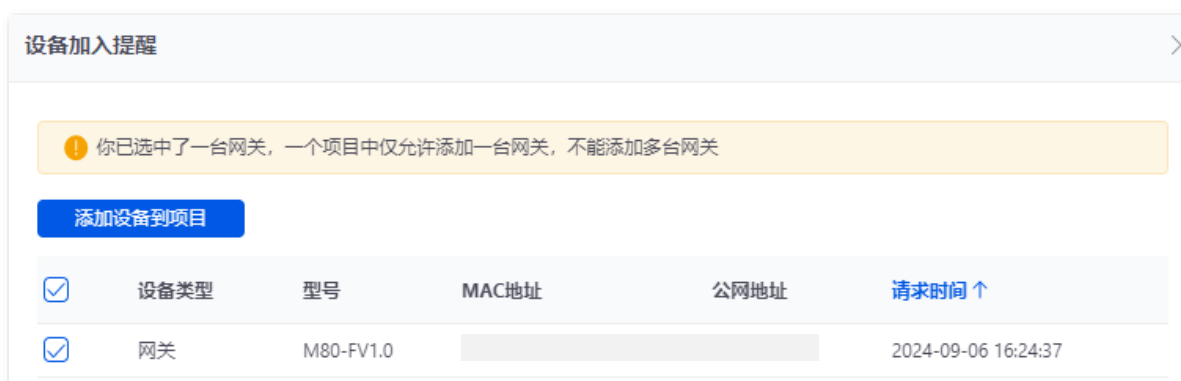 设备加入提醒
你已选中了一台网关，一个项目中仅允许添加一台网关，不能添加多台网关
添加设备到项目
设备类型 型号 MAC地址 公网地址 请求时间
网关 M80-FV1.0 2024-09-06 16:24:37